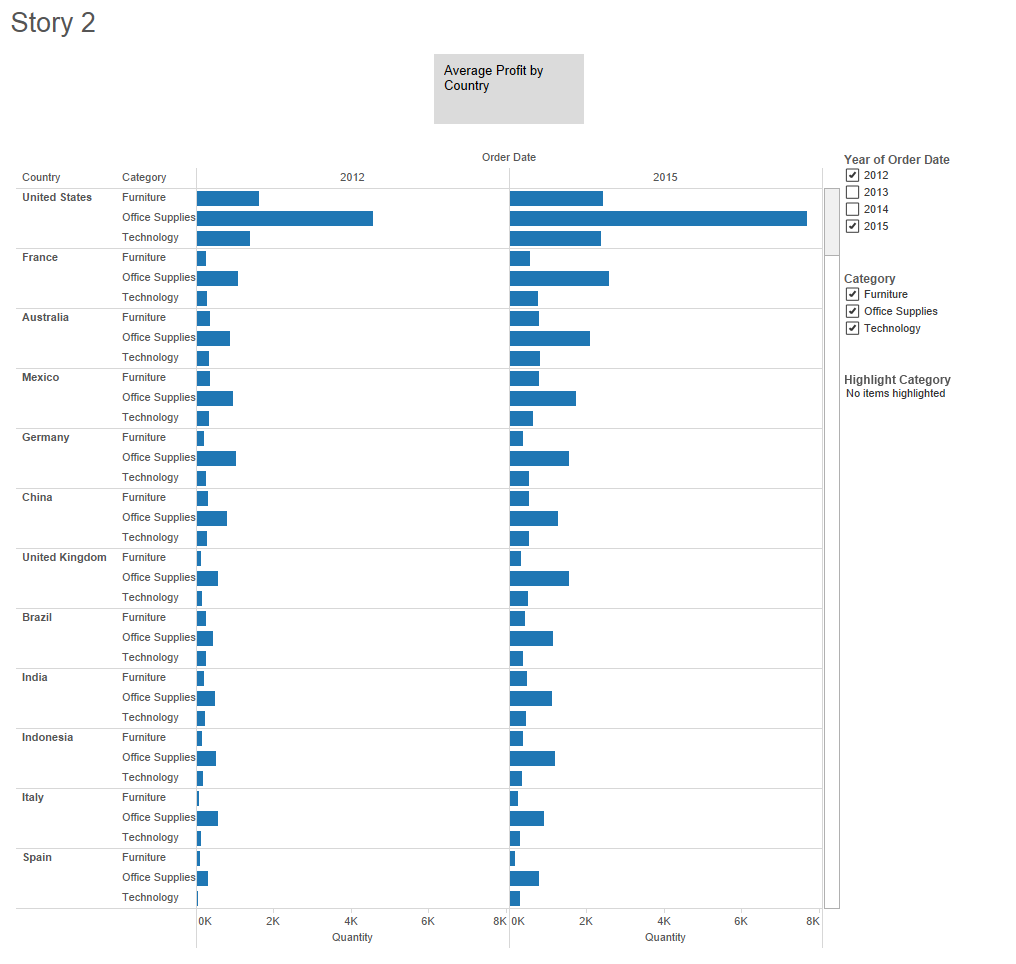 Story 2
Average Profit by
Country
Order Date
Country Category 2012 2015
United States Furniture
Office Supplies
Technology
France Furniture
Office Supplies
Technology
Australia Furniture
Office Supplies
Technology
Mexico Furniture
Office Supplies
Technology
Germany Furniture
Office Supplies
Technology
China Furniture
Office Supplies
Technology
United Kingdom Furniture
Office Supplies
Technology
Brazil Furniture
Office Supplies
Technology
India Furniture
Office Supplies
Technology
Indonesia Furniture
Office Supplies
Technology
Italy Furniture
Office Supplies
Technology
Spain Furniture
Office Supplies
Technology
0K 2K 4K 6K 8K 0K 2K 4K 6K 8K
Quantity Quantity
Year of Order Date
2012
2013
2014
2015
Category
Furniture
Office Supplies
Technology
Highlight Category
No items highlighted